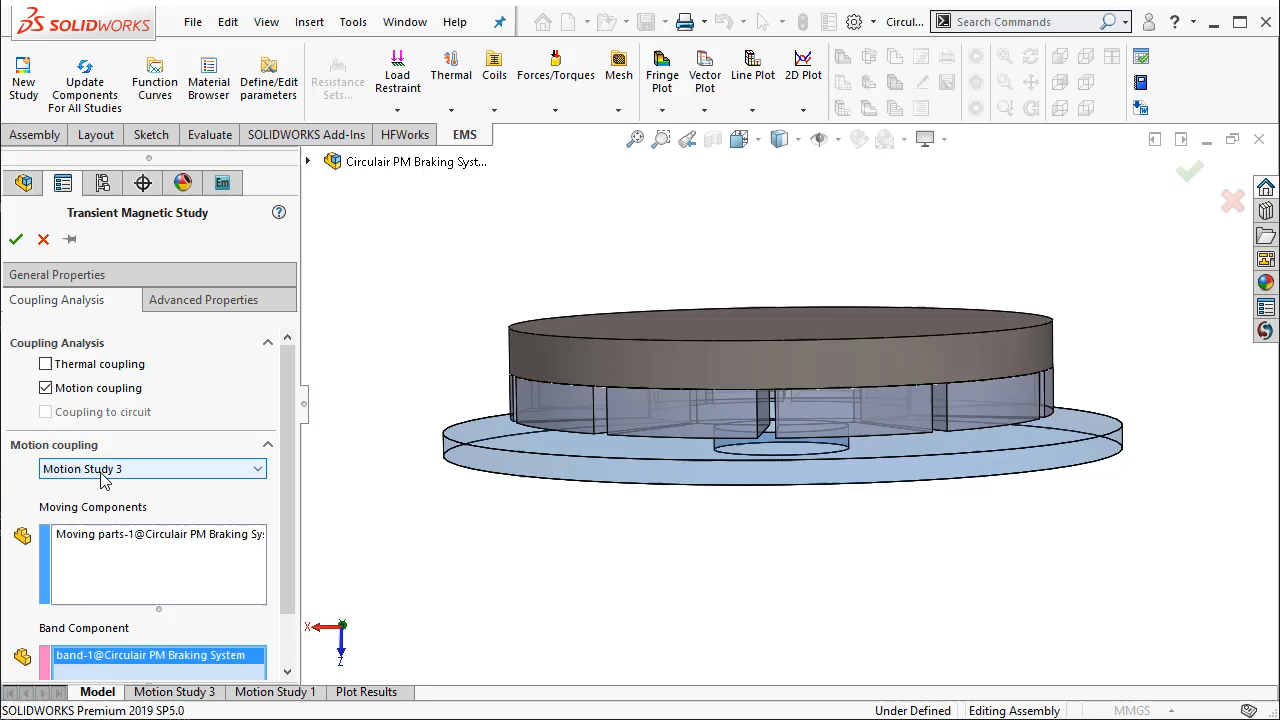 SOLIDWORKS
File Edit View Insert Tools Window Help
Circul...
Search Commands
New Study
Update Components For All Studies
Function Curves
Material Browser
Define/Edit parameters
Resistance Sets...
Load Restraint
Thermal
Coils
Forces/Torques
Mesh
Fringe Plot
Vector Plot
Line Plot
2D Plot
Assembly Layout Sketch Evaluate SOLIDWORKS Add-Ins HFWorks EMS
Circulair PM Braking Syst...
Em
Transient Magnetic Study
General Properties
Coupling Analysis Advanced Properties
Coupling Analysis
Thermal coupling
Motion coupling
Coupling to circuit
Motion coupling
Motion Study 3
Moving Components
Moving parts-1@Circulair PM Braking Sy
Band Component
band-1@Circulair PM Braking System
X
Z
Model Motion Study 3 Motion Study 1 Plot Results
SOLIDWORKS Premium 2019 SP5.0
Under Defined Editing Assembly MMGS